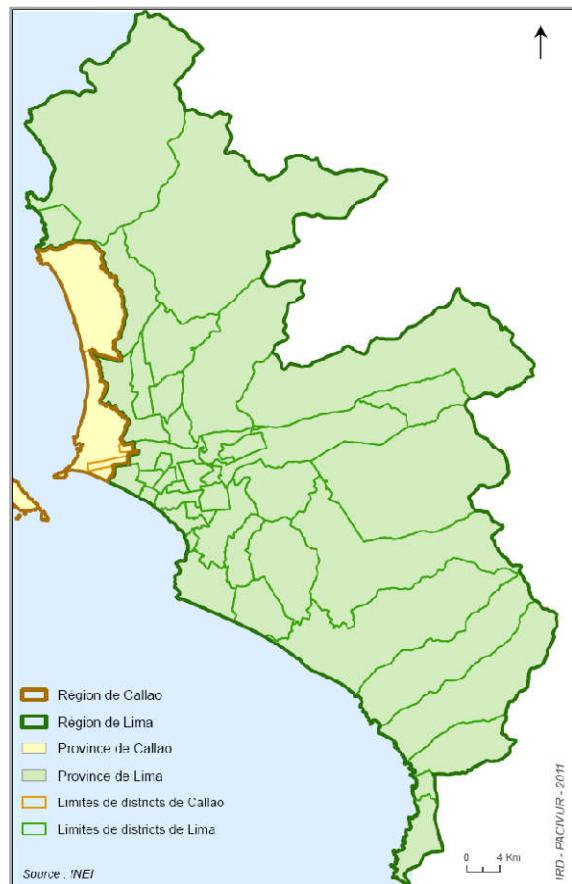 Région de Callao
Région de Lima
Province de Callao
Province de Lima
Limites de districts de Callao
Limites de districts de Lima
Source : INEI
0 4 Km
IRD - PACIVUR - 2011